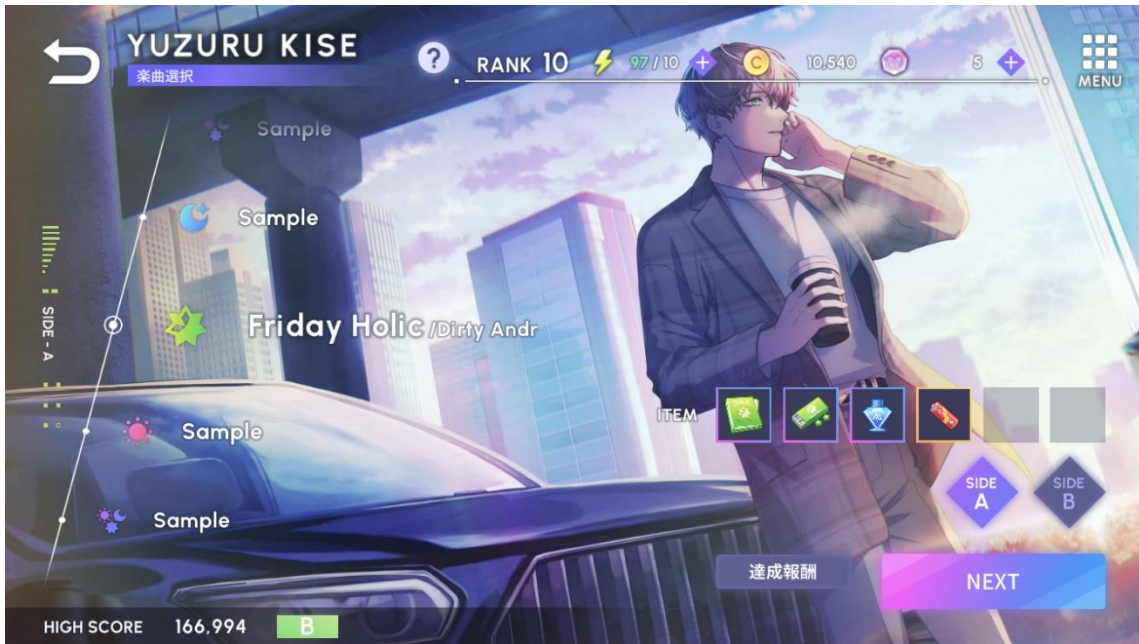 YUZURU KISE
楽曲選択
?
RANK 10
97 / 10
C
10,540
5
MENU
Sample
Sample
SIDE - A
Friday Holic /Dirty Andr
Sample
Sample
ITEM
SIDE A
SIDE B
達成報酬
NEXT
HIGH SCORE 166,994 B